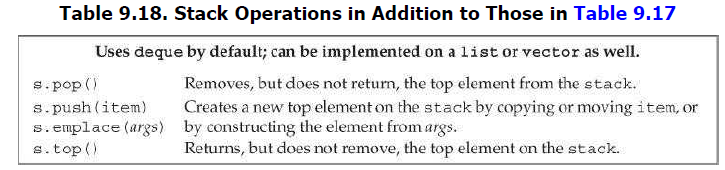 Table 9.18. Stack Operations in Addition to Those in Table 9.17
Uses deque by default; can be implemented on a list or vector as well.
s.pop() Removes, but does not return, the top element from the stack.
s.push(item) Creates a new top element on the stack by copying or moving item, or
s.emplace(args) by constructing the element from args.
s.top() Returns, but does not remove, the top element on the stack.